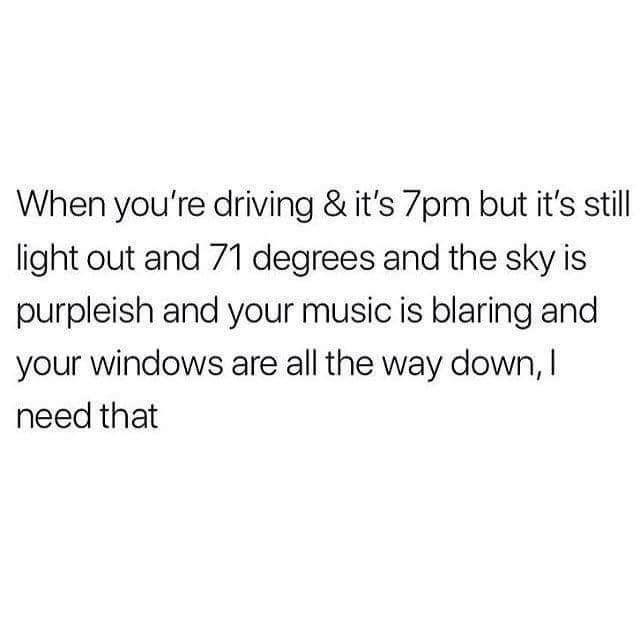 When you're driving & it's 7pm but it's still
light out and 71 degrees and the sky is
purpleish and your music is blaring and
your windows are all the way down, I
need that